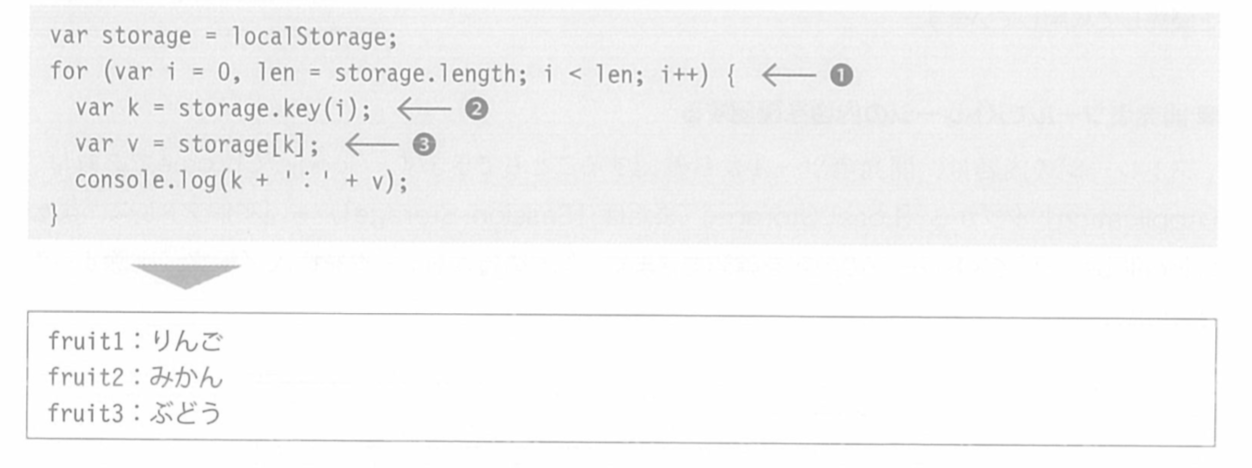 var storage = localStorage;
for (var i = 0, len = storage.length; i < len; i++) { ← ❶
var k = storage.key(i); ← ❷
var v = storage[k]; ← ❸
console.log(k + '：' + v);
}
fruit1：りんご
fruit2：みかん
fruit3：ぶどう